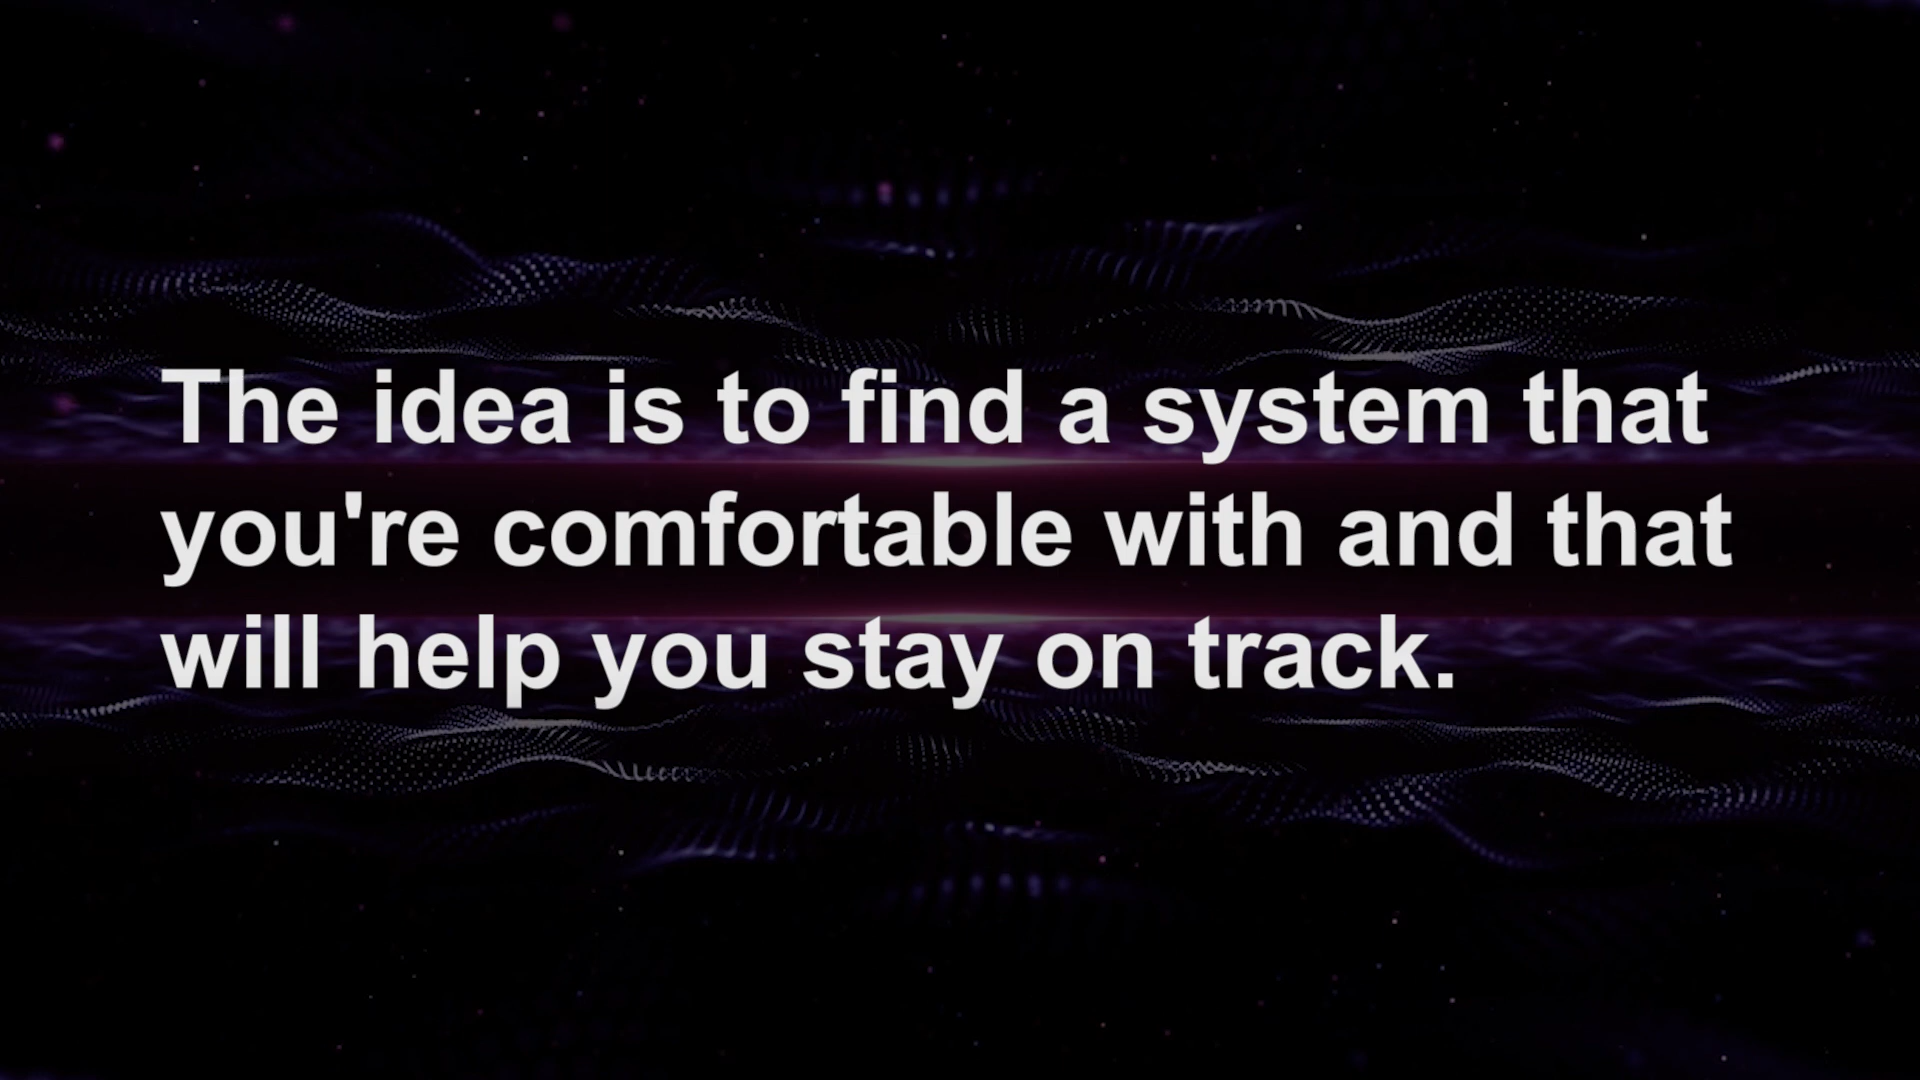 The idea is to find a system that
you're comfortable with and that
will help you stay on track.